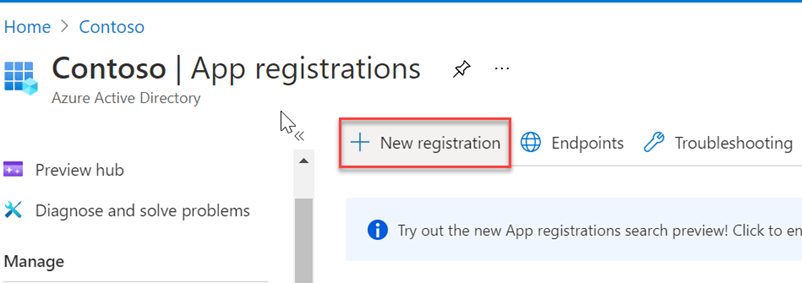 Home > Contoso
Contoso | App registrations
Azure Active Directory
New registration Endpoints Troubleshooting
Preview hub
Diagnose and solve problems
Try out the new App registrations search preview! Click to en
Manage